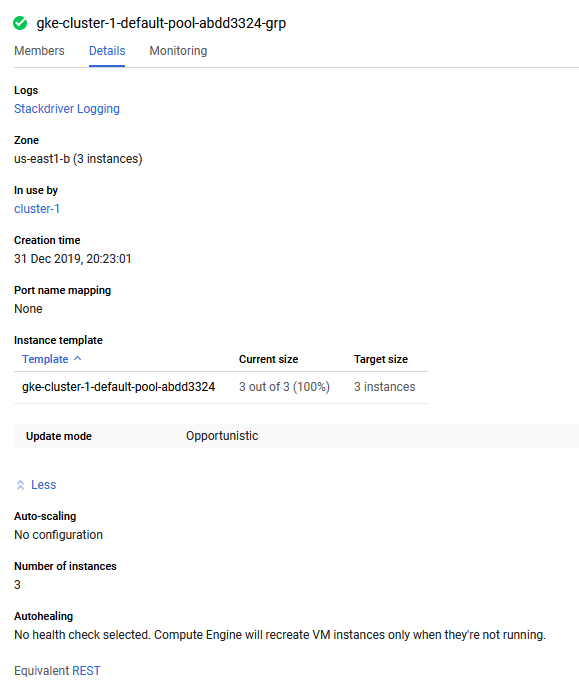 gke-cluster-1-default-pool-abdd3324-grp
Members Details Monitoring
Logs
Stackdriver Logging
Zone
us-east1-b (3 instances)
In use by
cluster-1
Creation time
31 Dec 2019, 20:23:01
Port name mapping
None
Instance template
Template Current size Target size
gke-cluster-1-default-pool-abdd3324 3 out of 3 (100%) 3 instances
Update mode Opportunistic
Less
Auto-scaling
No configuration
Number of instances
3
Autohealing
No health check selected. Compute Engine will recreate VM instances only when they're not running.
Equivalent REST